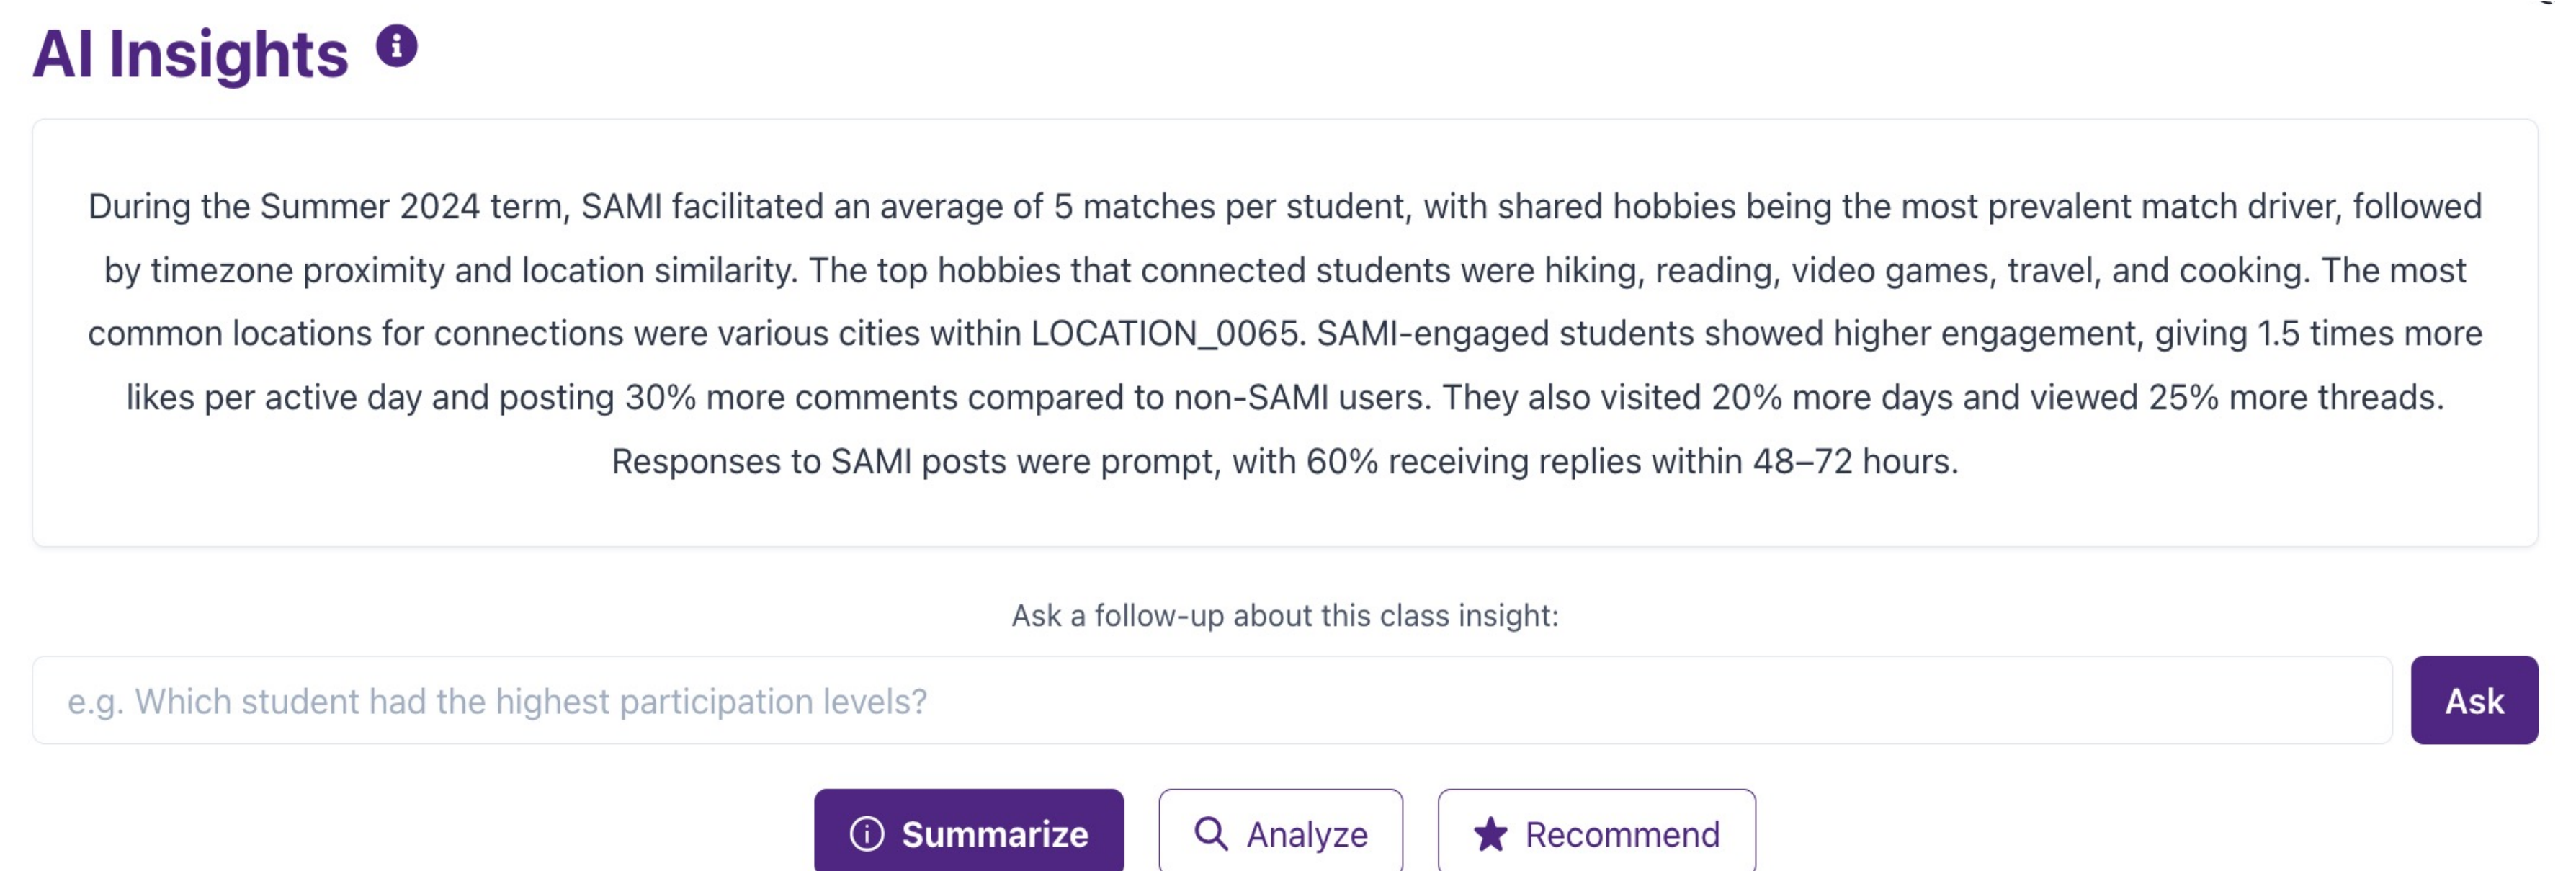 AI Insights
During the Summer 2024 term, SAMI facilitated an average of 5 matches per student, with shared hobbies being the most prevalent match driver, followed
by timezone proximity and location similarity. The top hobbies that connected students were hiking, reading, video games, travel, and cooking. The most
common locations for connections were various cities within LOCATION_0065. SAMI-engaged students showed higher engagement, giving 1.5 times more
likes per active day and posting 30% more comments compared to non-SAMI users. They also visited 20% more days and viewed 25% more threads.
Responses to SAMI posts were prompt, with 60% receiving replies within 48–72 hours.
Ask a follow-up about this class insight:
e.g. Which student had the highest participation levels?
Ask
Summarize
Analyze
Recommend